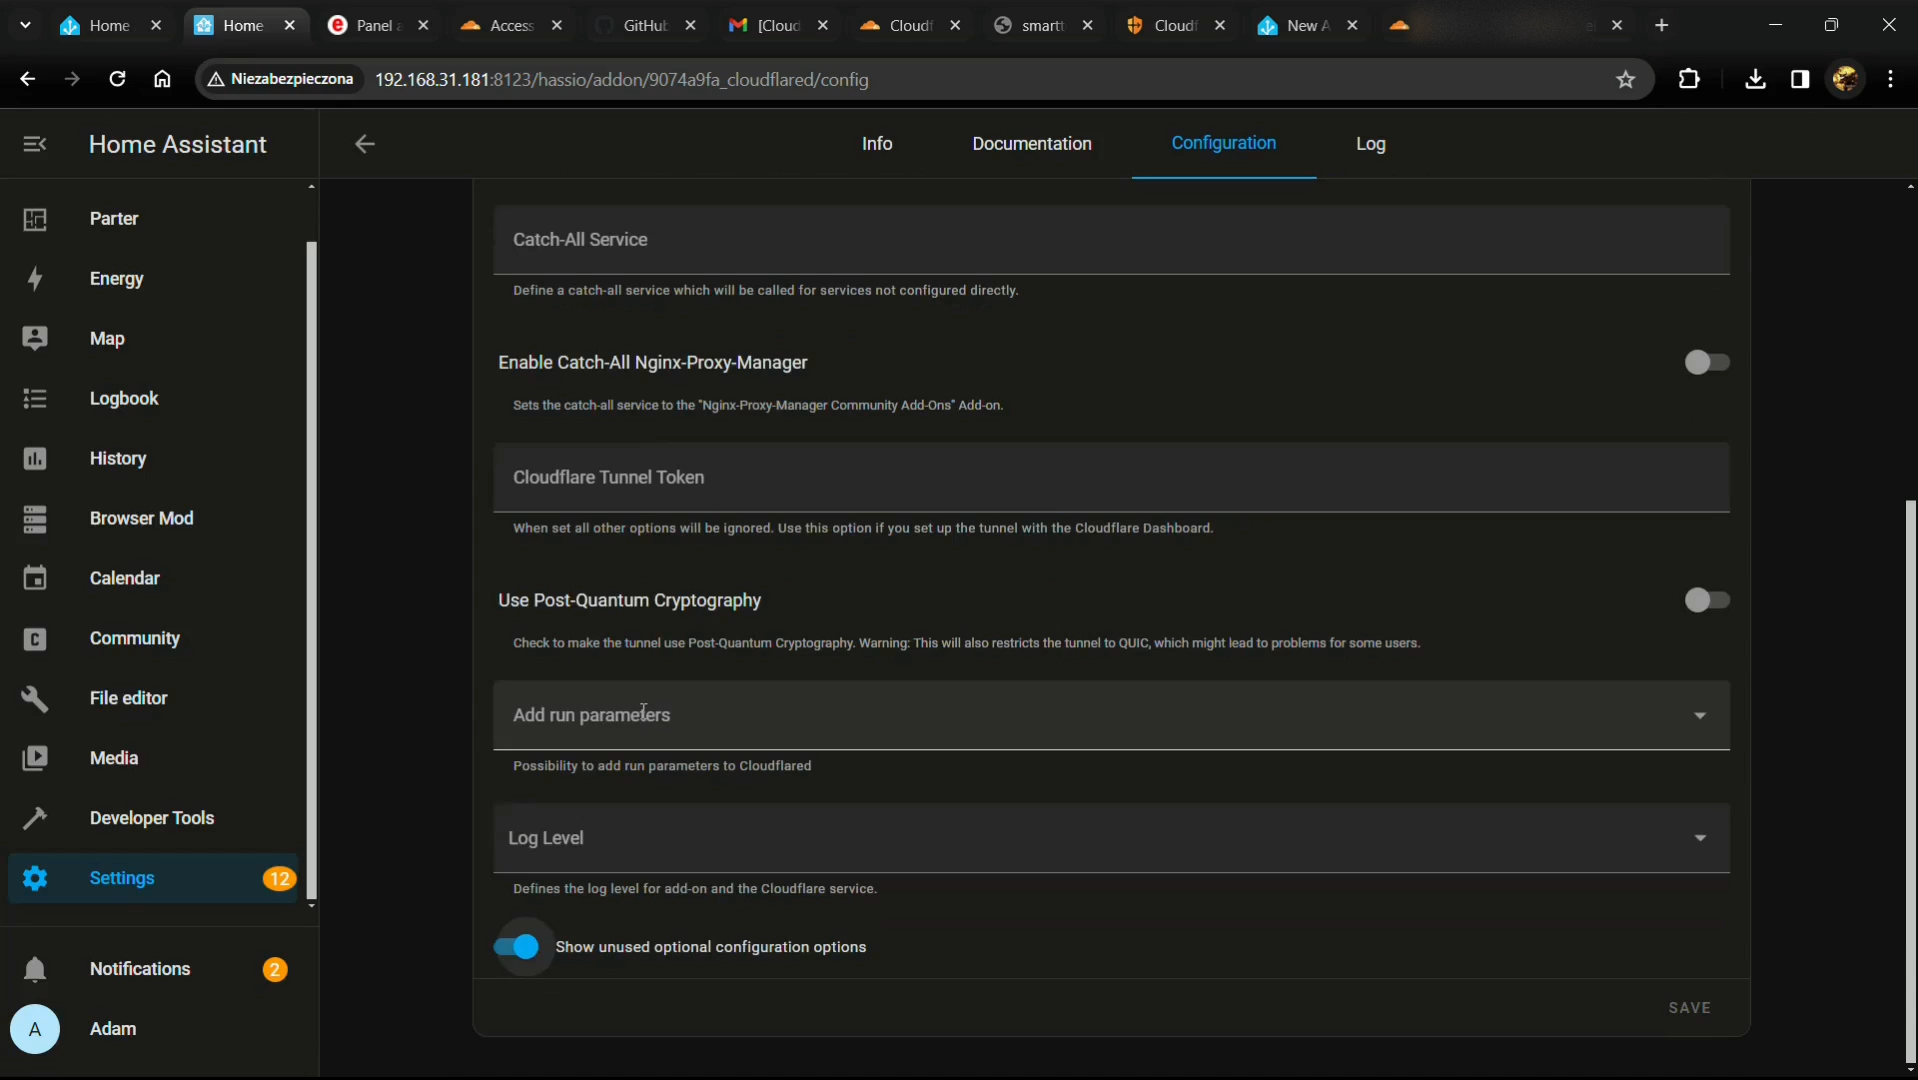 Home
Home
Panel a
Access
GitHub
[Cloud
Cloudf
smartt
Cloudf
New A
Niezabezpieczona
192.168.31.181:8123/hassio/addon/9074a9fa_cloudflared/config
Home Assistant
Info
Documentation
Configuration
Log
Parter
Energy
Map
Logbook
History
Browser Mod
Calendar
Community
File editor
Media
Developer Tools
Settings
12
Notifications
2
A
Adam
Catch-All Service
Define a catch-all service which will be called for services not configured directly.
Enable Catch-All Nginx-Proxy-Manager
Sets the catch-all service to the "Nginx-Proxy-Manager Community Add-Ons" Add-on.
Cloudflare Tunnel Token
When set all other options will be ignored. Use this option if you set up the tunnel with the Cloudflare Dashboard.
Use Post-Quantum Cryptography
Check to make the tunnel use Post-Quantum Cryptography. Warning: This will also restricts the tunnel to QUIC, which might lead to problems for some users.
Add run parameters
Possibility to add run parameters to Cloudflared
Log Level
Defines the log level for add-on and the Cloudflare service.
Show unused optional configuration options
SAVE